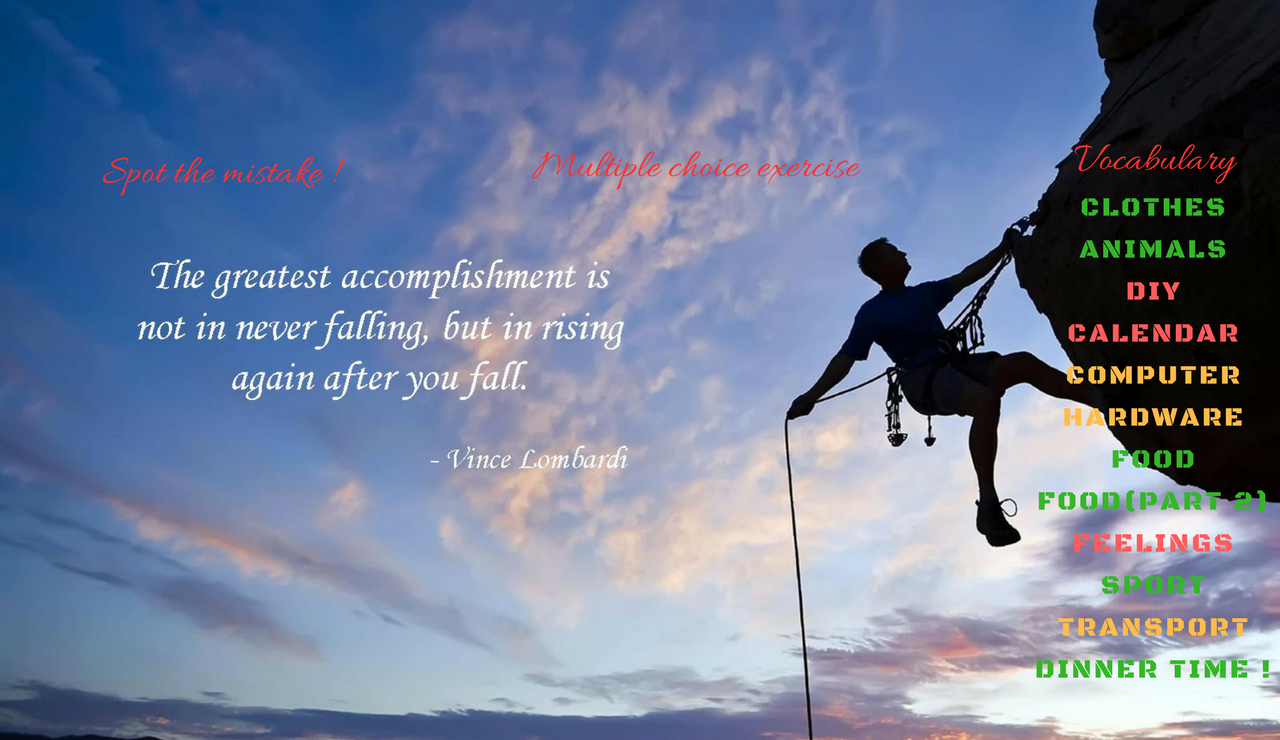 Spot the mistake !
Multiple choice exercise
The greatest accomplishment is
not in never falling, but in rising
again after you fall.
- Vince Lombardi
Vocabulary
CLOTHES
ANIMALS
DIY
CALENDAR
COMPUTER
HARDWARE
FOOD
FOOD(PART 2)
FEELINGS
SPORT
TRANSPORT
DINNER TIME !